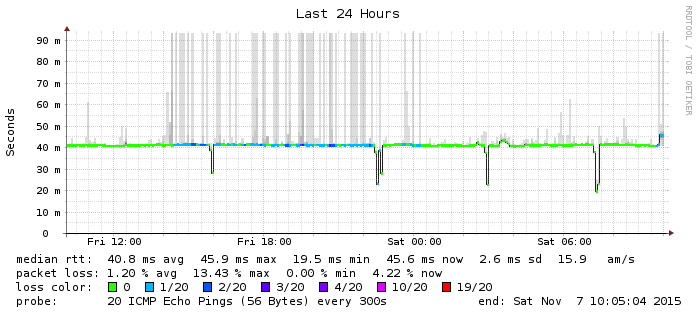 Last 24 Hours
RRDTOOL / TOBI OETIKER
Seconds
90 m
80 m
70 m
60 m
50 m
40 m
30 m
20 m
10 m
0
Fri 12:00 Fri 18:00 Sat 00:00 Sat 06:00
median rtt: 40.8 ms avg 45.9 ms max 19.5 ms min 45.6 ms now 2.6 ms sd 15.9 am/s
packet loss: 1.20 % avg 13.43 % max 0.00 % min 4.22 % now
loss color: 0 1/20 2/20 3/20 4/20 10/20 19/20
probe: 20 ICMP Echo Pings (56 Bytes) every 300s end: Sat Nov 7 10:05:04 2015